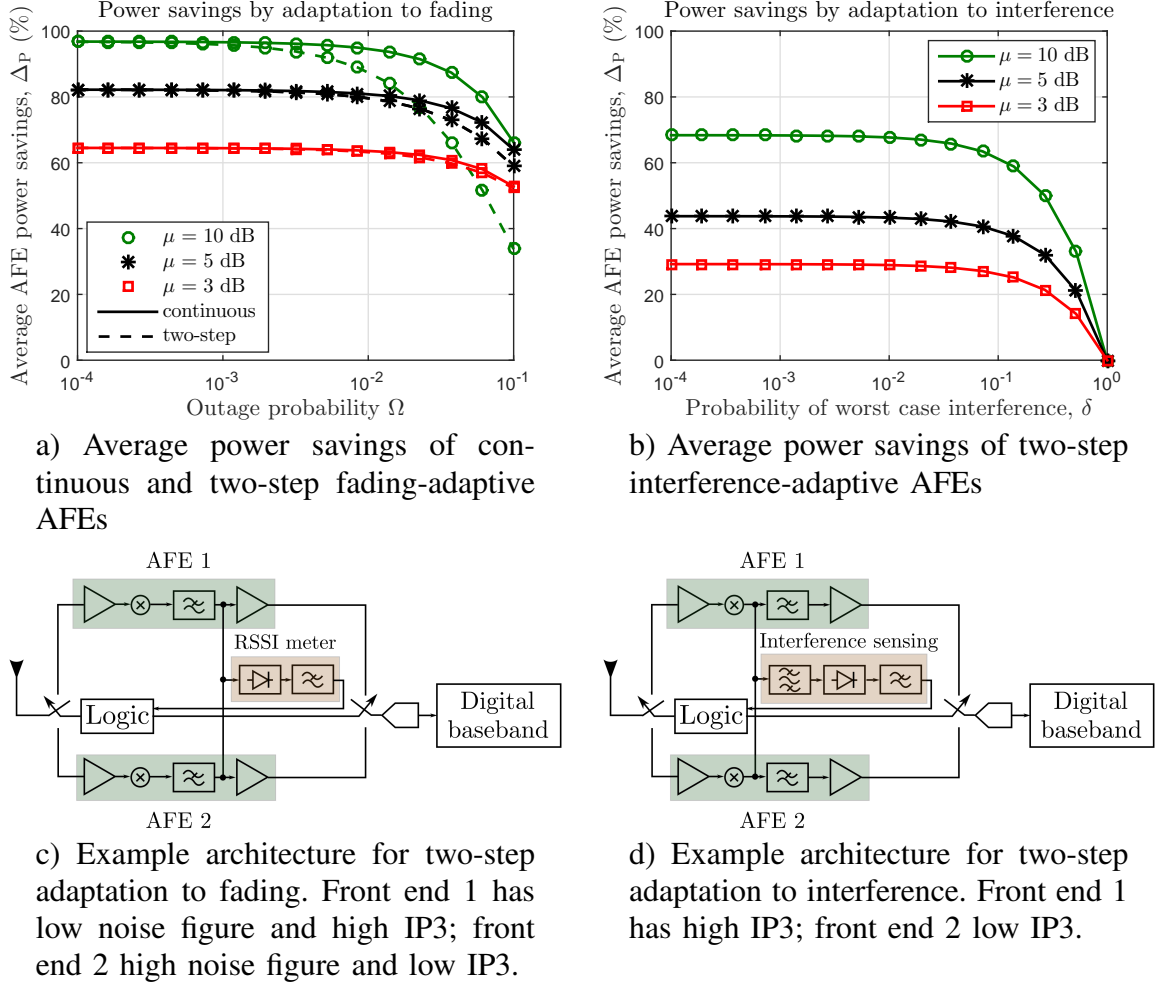 Power savings by adaptation to fading
Average AFE power savings, Δ_P (%)
100
80
60
40
20
0
μ = 10 dB
μ = 5 dB
μ = 3 dB
continuous
two-step
10^-4
10^-3
10^-2
10^-1
Outage probability Ω
Power savings by adaptation to interference
Average AFE power savings, Δ_P (%)
100
80
60
40
20
0
μ = 10 dB
μ = 5 dB
μ = 3 dB
10^-4
10^-3
10^-2
10^-1
10^0
Probability of worst case interference, δ
a) Average power savings of con-
tinuous and two-step fading-adaptive
AFEs
b) Average power savings of two-step
interference-adaptive AFEs
AFE 1
RSSI meter
Logic
Digital
baseband
AFE 2
AFE 1
Interference sensing
Logic
Digital
baseband
AFE 2
c) Example architecture for two-step
adaptation to fading. Front end 1 has
low noise figure and high IP3; front
end 2 high noise figure and low IP3.
d) Example architecture for two-step
adaptation to interference. Front end 1
has high IP3; front end 2 low IP3.